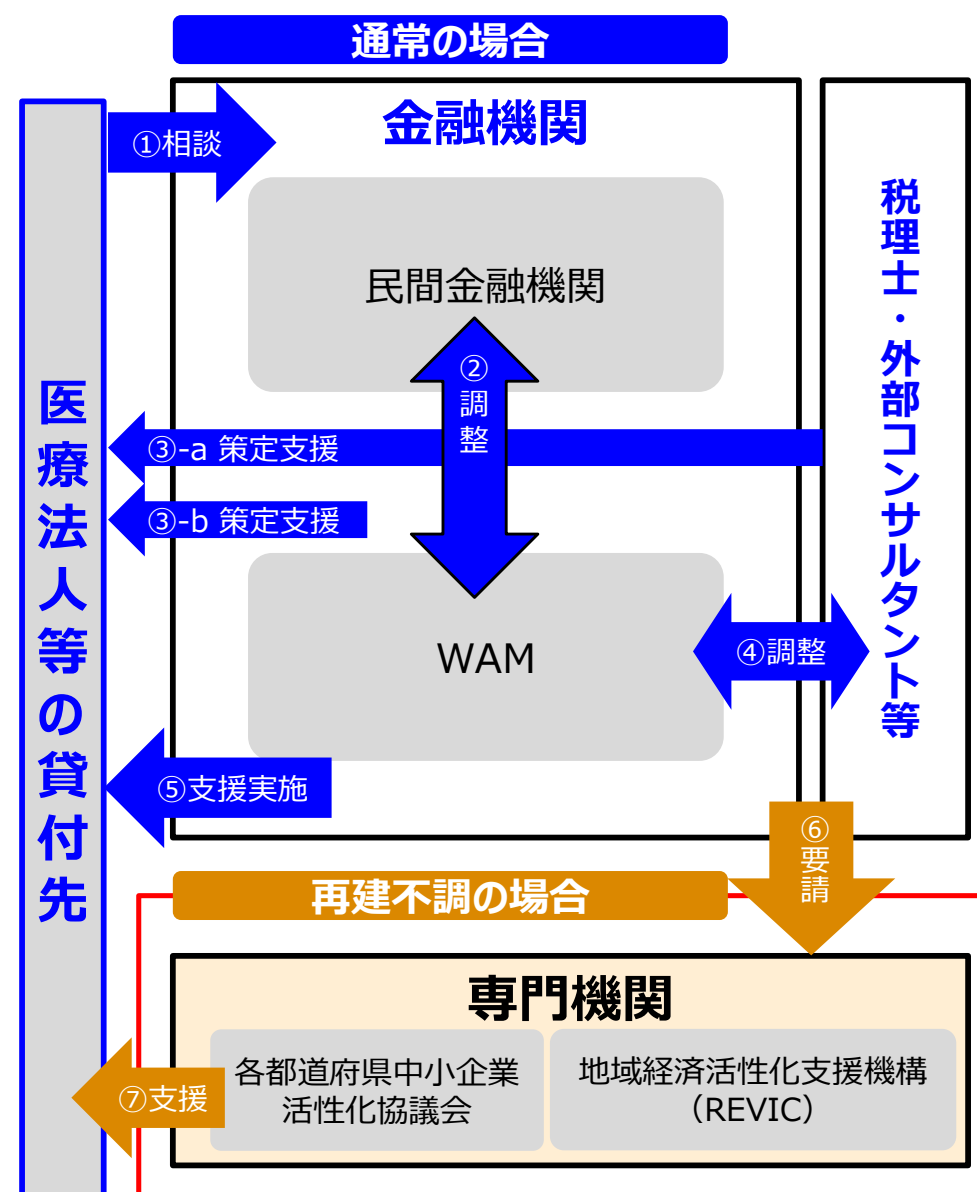 通常の場合
金融機関
①相談
民間金融機関
②調整
③-a 策定支援
③-b 策定支援
WAM
④調整
⑤支援実施
税理士・外部コンサルタント等
医療法人等の貸付先
⑥要請
再建不調の場合
専門機関
各都道府県中小企業
活性化協議会
地域経済活性化支援機構
（REVIC）
⑦支援